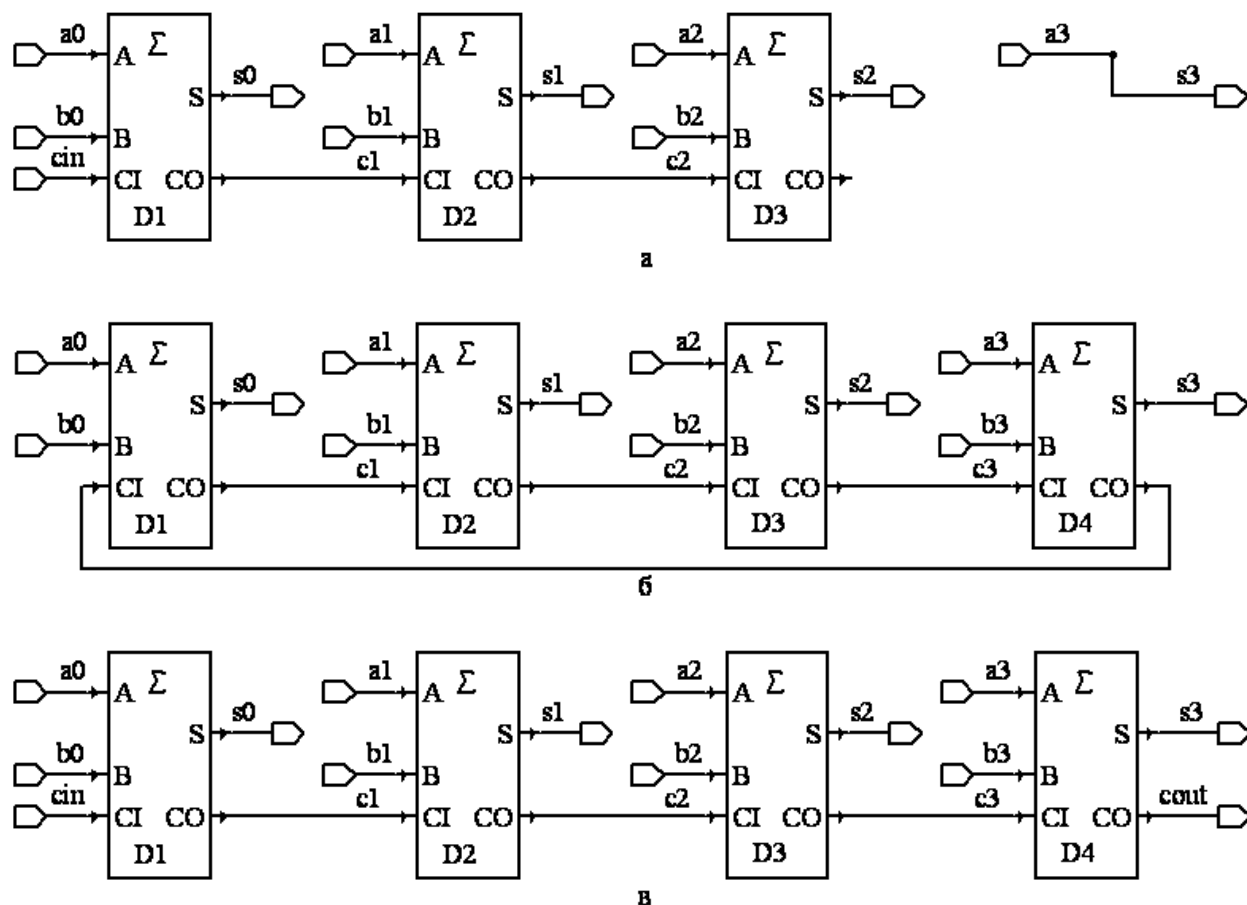 a0 Σ a1 Σ a2 Σ a3
A A A
s0 s1 s2 s3
S S S
b0 b1 b2
B B B
cin c1 c2
CI CO CI CO CI CO
D1 D2 D3
а
a0 Σ a1 Σ a2 Σ a3 Σ
A A A A
s0 s1 s2 s3
S S S S
b0 b1 b2 b3
B B B B
c1 c2 c3
CI CO CI CO CI CO CI CO
D1 D2 D3 D4
б
a0 Σ a1 Σ a2 Σ a3 Σ
A A A A
s0 s1 s2 s3
S S S S
b0 b1 b2 b3
B B B B
cin c1 c2 c3 cout
CI CO CI CO CI CO CI CO
D1 D2 D3 D4
в